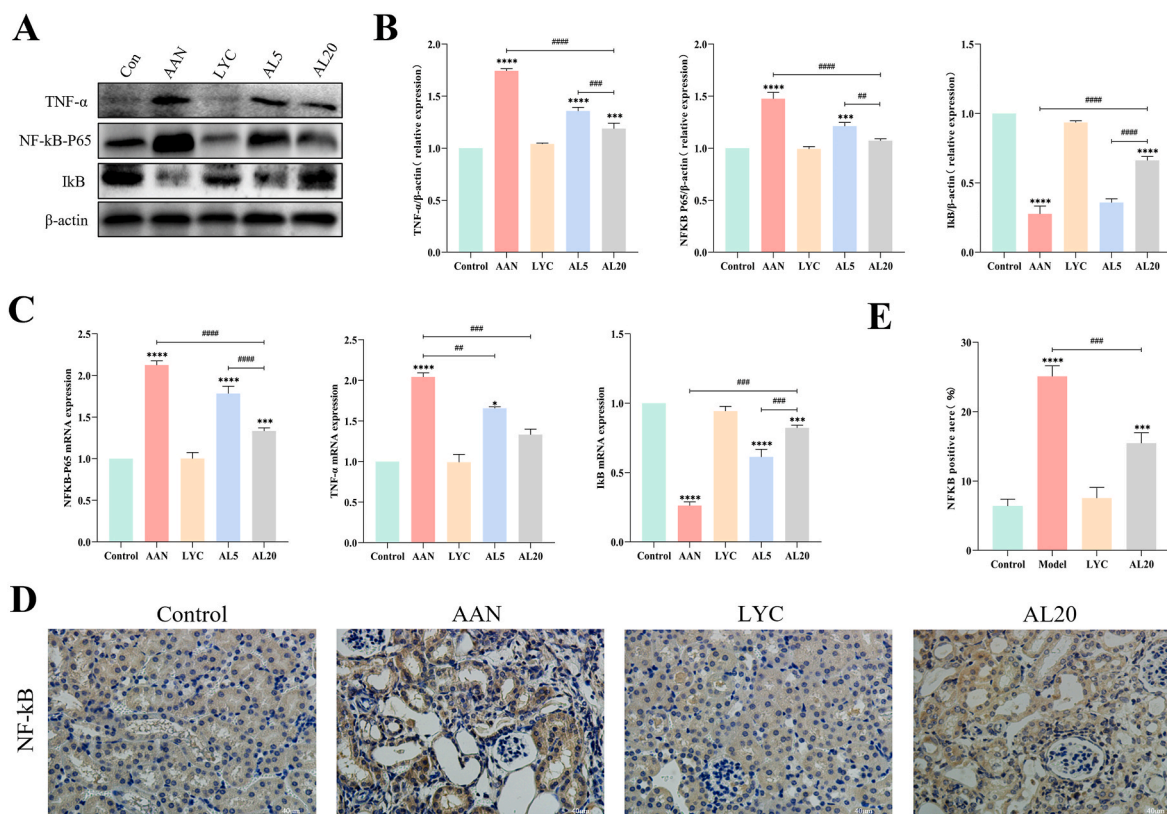 A
Con
AAN
LYC
AL5
AL20
TNF-α
NF-kB-P65
IkB
β-actin
B
TNF-α/β-actin( relative expression)
2.0
1.5
1.0
0.5
0.0
****
****
***
###
####
Control AAN LYC AL5 AL20
NFKB P65/β-actin( relative expression)
2.0
1.5
1.0
0.5
0.0
****
***
##
####
Control AAN LYC AL5 AL20
IkB/β-actin( relative expression)
1.5
1.0
0.5
0.0
****
****
####
####
Control AAN LYC AL5 AL20
C
NFKB-P65 mRNA expression
2.5
2.0
1.5
1.0
0.5
0.0
****
****
***
####
####
Control AAN LYC AL5 AL20
TNF-α mRNA expression
2.5
2.0
1.5
1.0
0.5
0.0
****
*
##
###
Control AAN LYC AL5 AL20
IkB mRNA expression
1.5
1.0
0.5
0.0
****
****
***
###
###
Control AAN LYC AL5 AL20
E
NFKB positive aere( %)
30
20
10
0
****
***
###
Control Model LYC AL20
D
Control
AAN
LYC
AL20
NF-kB
40um
40um
40um
40um